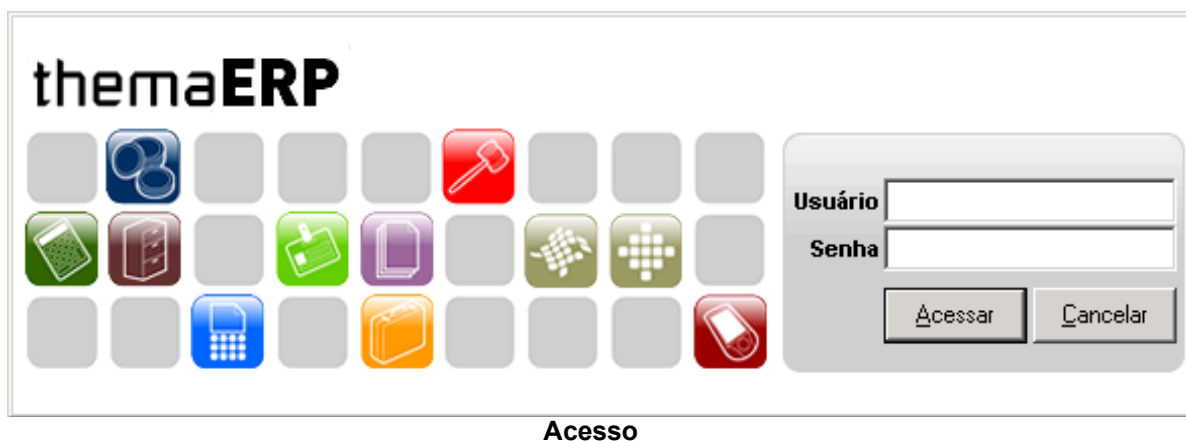 themaERP
Usuário
Senha
Acessar
Cancelar
Acesso